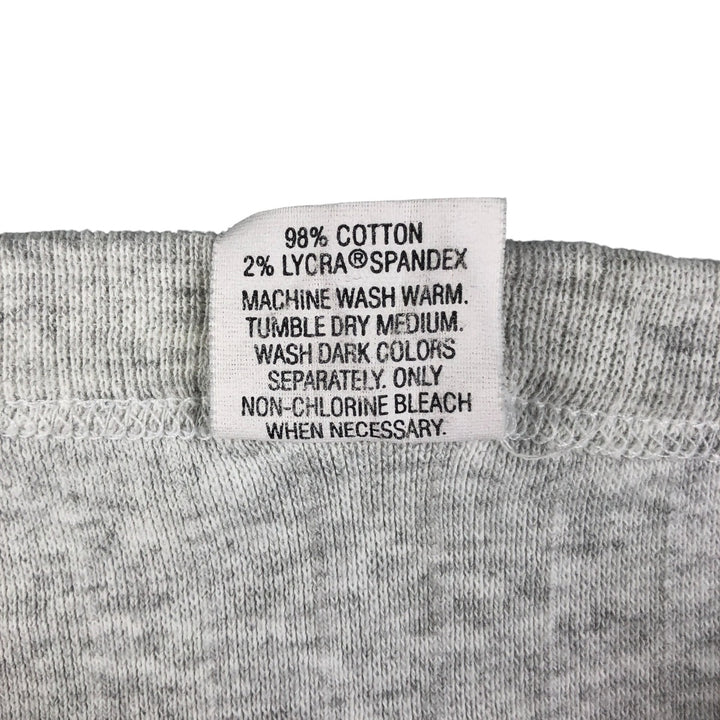 98% COTTON
2% LYCRA® SPANDEX
MACHINE WASH WARM.
TUMBLE DRY MEDIUM.
WASH DARK COLORS
SEPARATELY. ONLY
NON-CHLORINE BLEACH
WHEN NECESSARY.